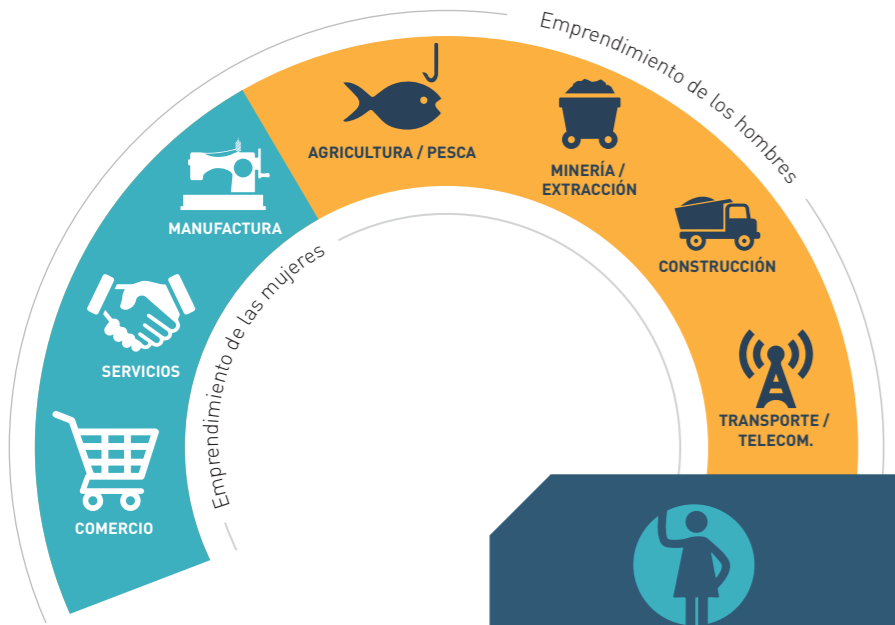 Emprendimiento de los hombres
AGRICULTURA / PESCA
MINERÍA /
EXTRACCIÓN
MANUFACTURA
CONSTRUCCIÓN
Emprendimiento de las mujeres
SERVICIOS
TRANSPORTE /
TELECOM.
COMERCIO